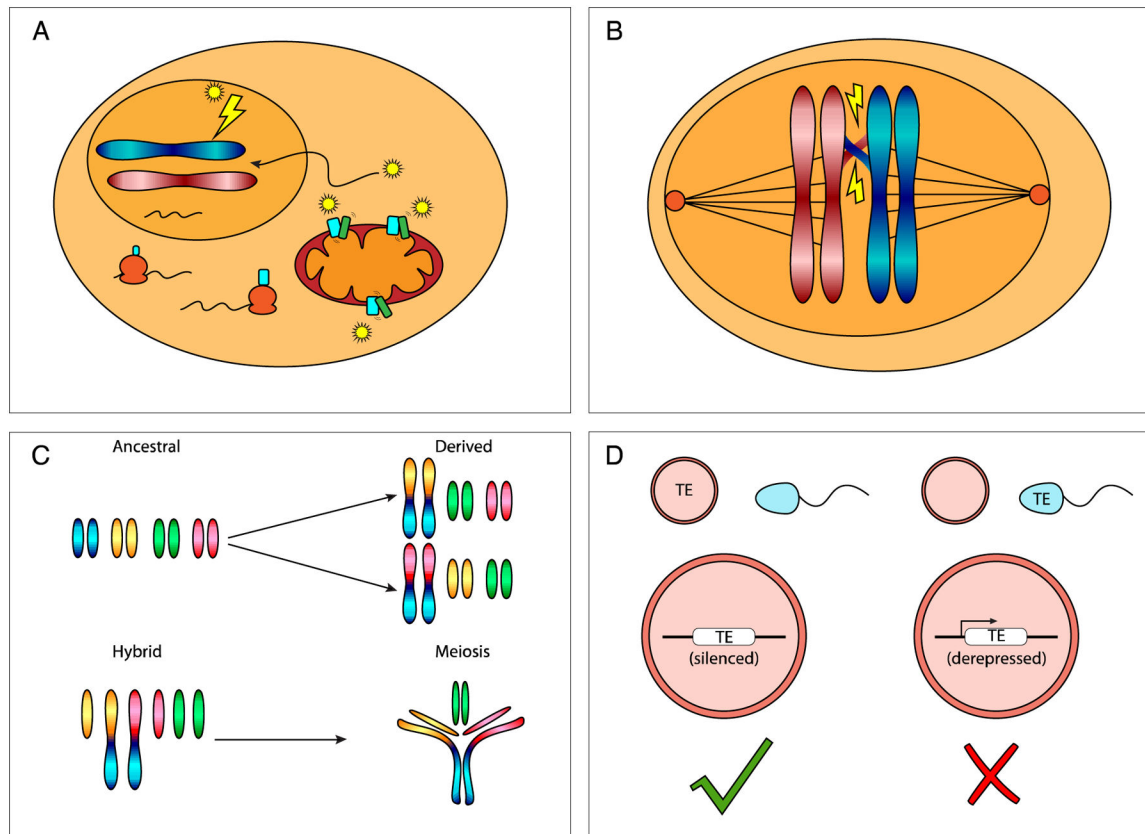 A
B
C
Ancestral
Derived
Hybrid
Meiosis
D
TE
TE
TE
(silenced)
TE
(derepressed)